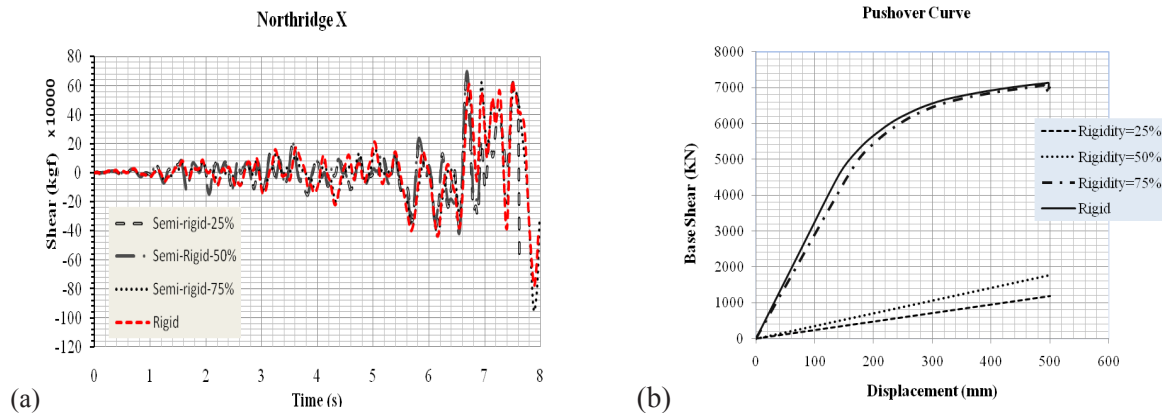 Northridge X
Shear (kgf) x 10000
80
60
40
20
0
-20
-40
-60
-80
-100
-120
Semi-rigid-25%
Semi-Rigid-50%
Semi-rigid-75%
Rigid
0 1 2 3 4 5 6 7 8
Time (s)
(a)
Pushover Curve
Base Shear (KN)
8000
7000
6000
5000
4000
3000
2000
1000
0
Rigidity=25%
Rigidity=50%
Rigidity=75%
Rigid
0 100 200 300 400 500 600
Displacement (mm)
(b)